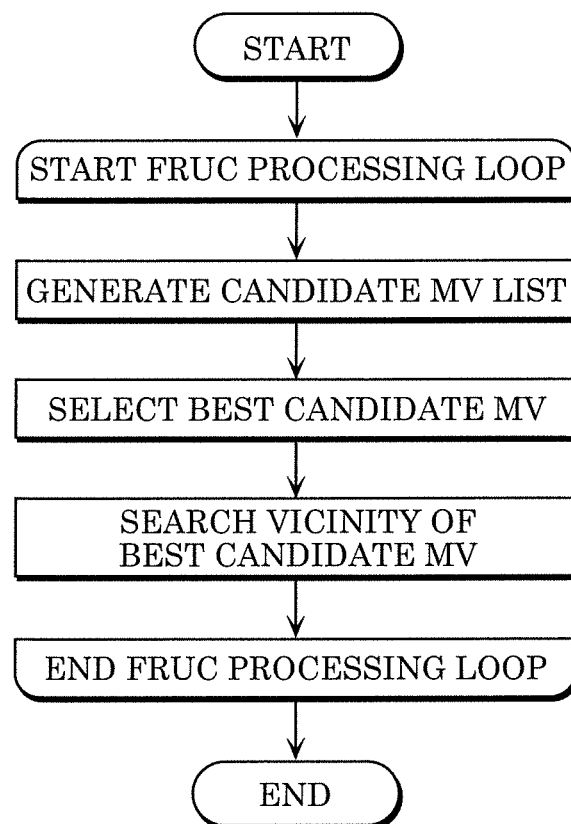 START
START FRUC PROCESSING LOOP
GENERATE CANDIDATE MV LIST
SELECT BEST CANDIDATE MV
SEARCH VICINITY OF
BEST CANDIDATE MV
END FRUC PROCESSING LOOP
END